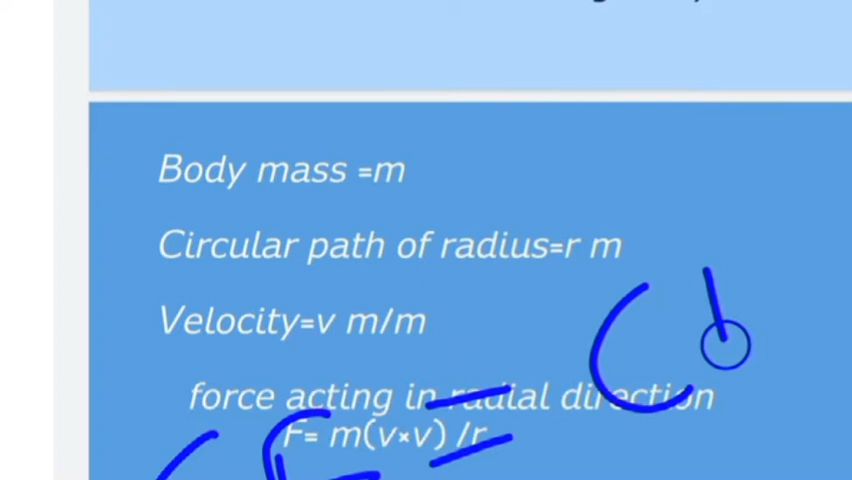 Body mass =m
Circular path of radius=r m
Velocity=v m/m
force acting in radial direction
F= m(v×v) /r